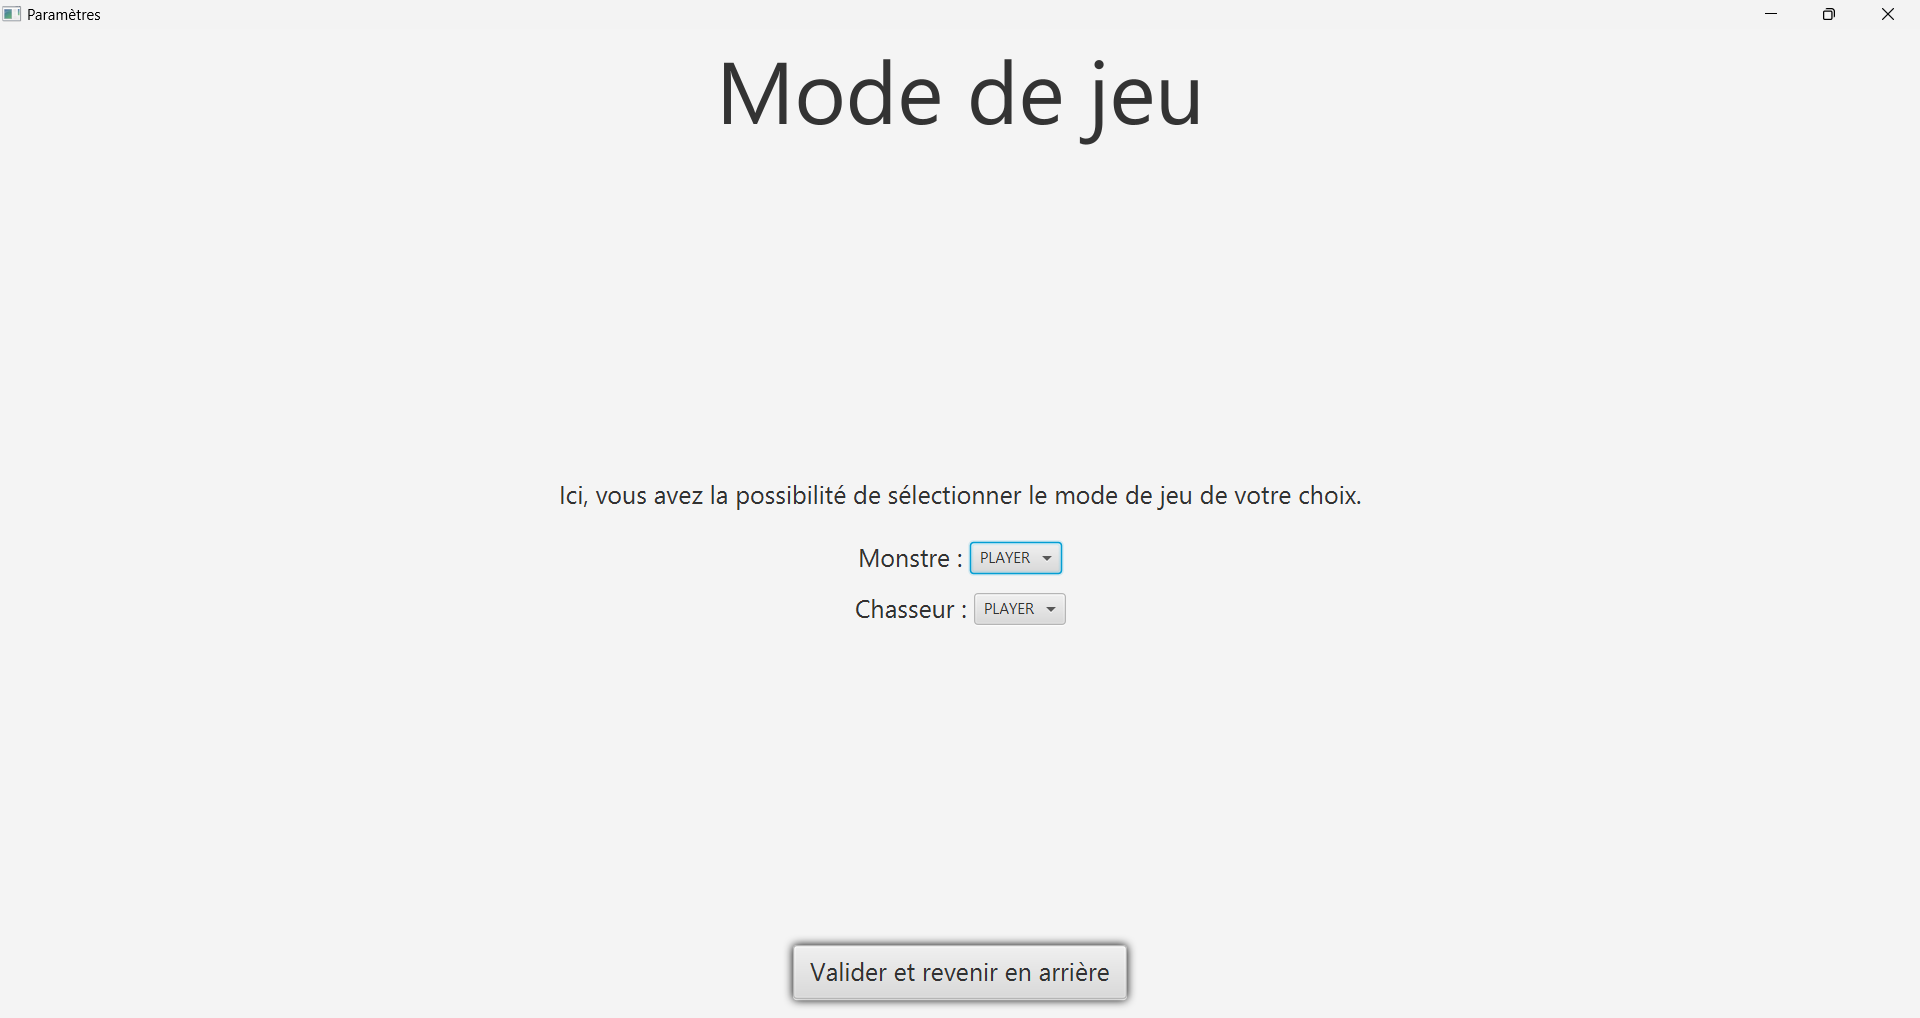 Paramètres
Mode de jeu
Ici, vous avez la possibilité de sélectionner le mode de jeu de votre choix.
Monstre : PLAYER
Chasseur : PLAYER
Valider et revenir en arrière